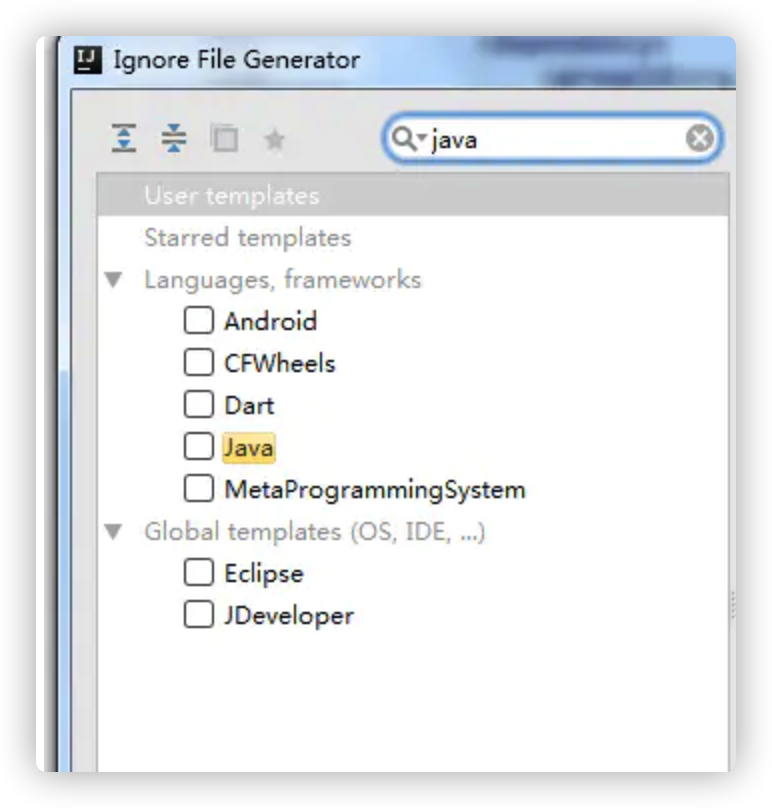 IJ Ignore File Generator
java
User templates
Starred templates
Languages, frameworks
Android
CFWheels
Dart
Java
MetaProgrammingSystem
Global templates (OS, IDE, ...)
Eclipse
JDeveloper